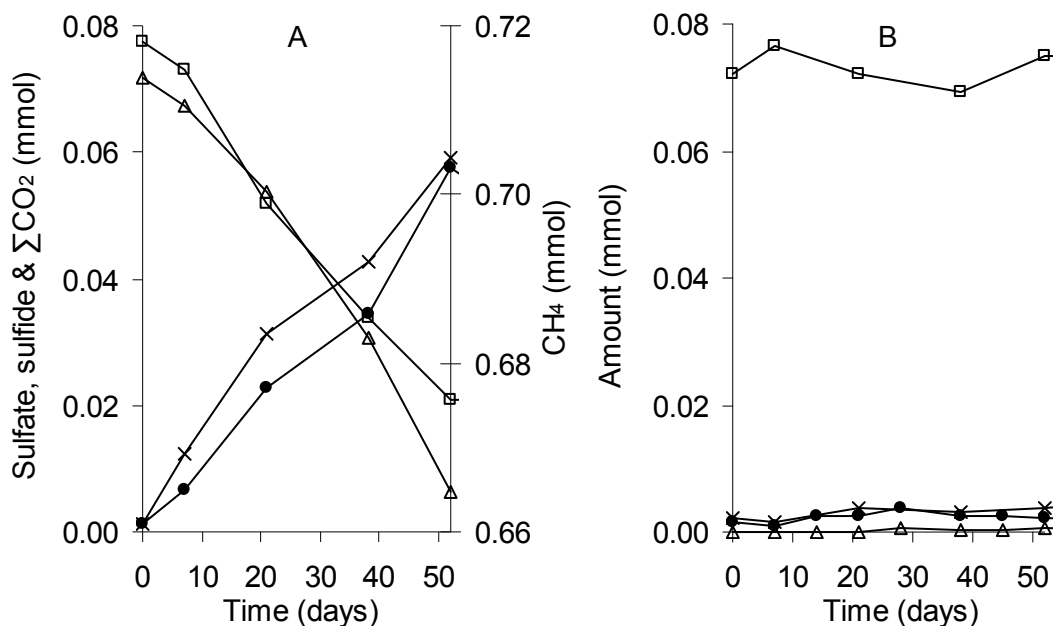 A
0.08
0.06
0.04
0.02
0.00
Sulfate, sulfide & ∑CO₂ (mmol)
0.72
0.70
0.68
0.66
CH₄ (mmol)
0 10 20 30 40 50
Time (days)
B
0.08
0.06
0.04
0.02
0.00
Amount (mmol)
0 10 20 30 40 50
Time (days)